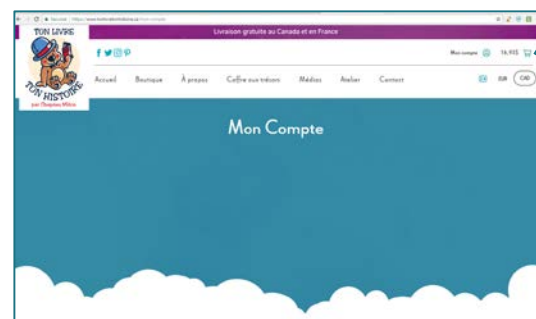 Livraison gratuite au Canada et en France
TON LIVRE
TON HISTOIRE
par Chapeau Mélin
Mon compte 16,95$
Accueil Boutique À propos Coffre aux trésors Médias Atelier Contact EUR CAD
Mon Compte